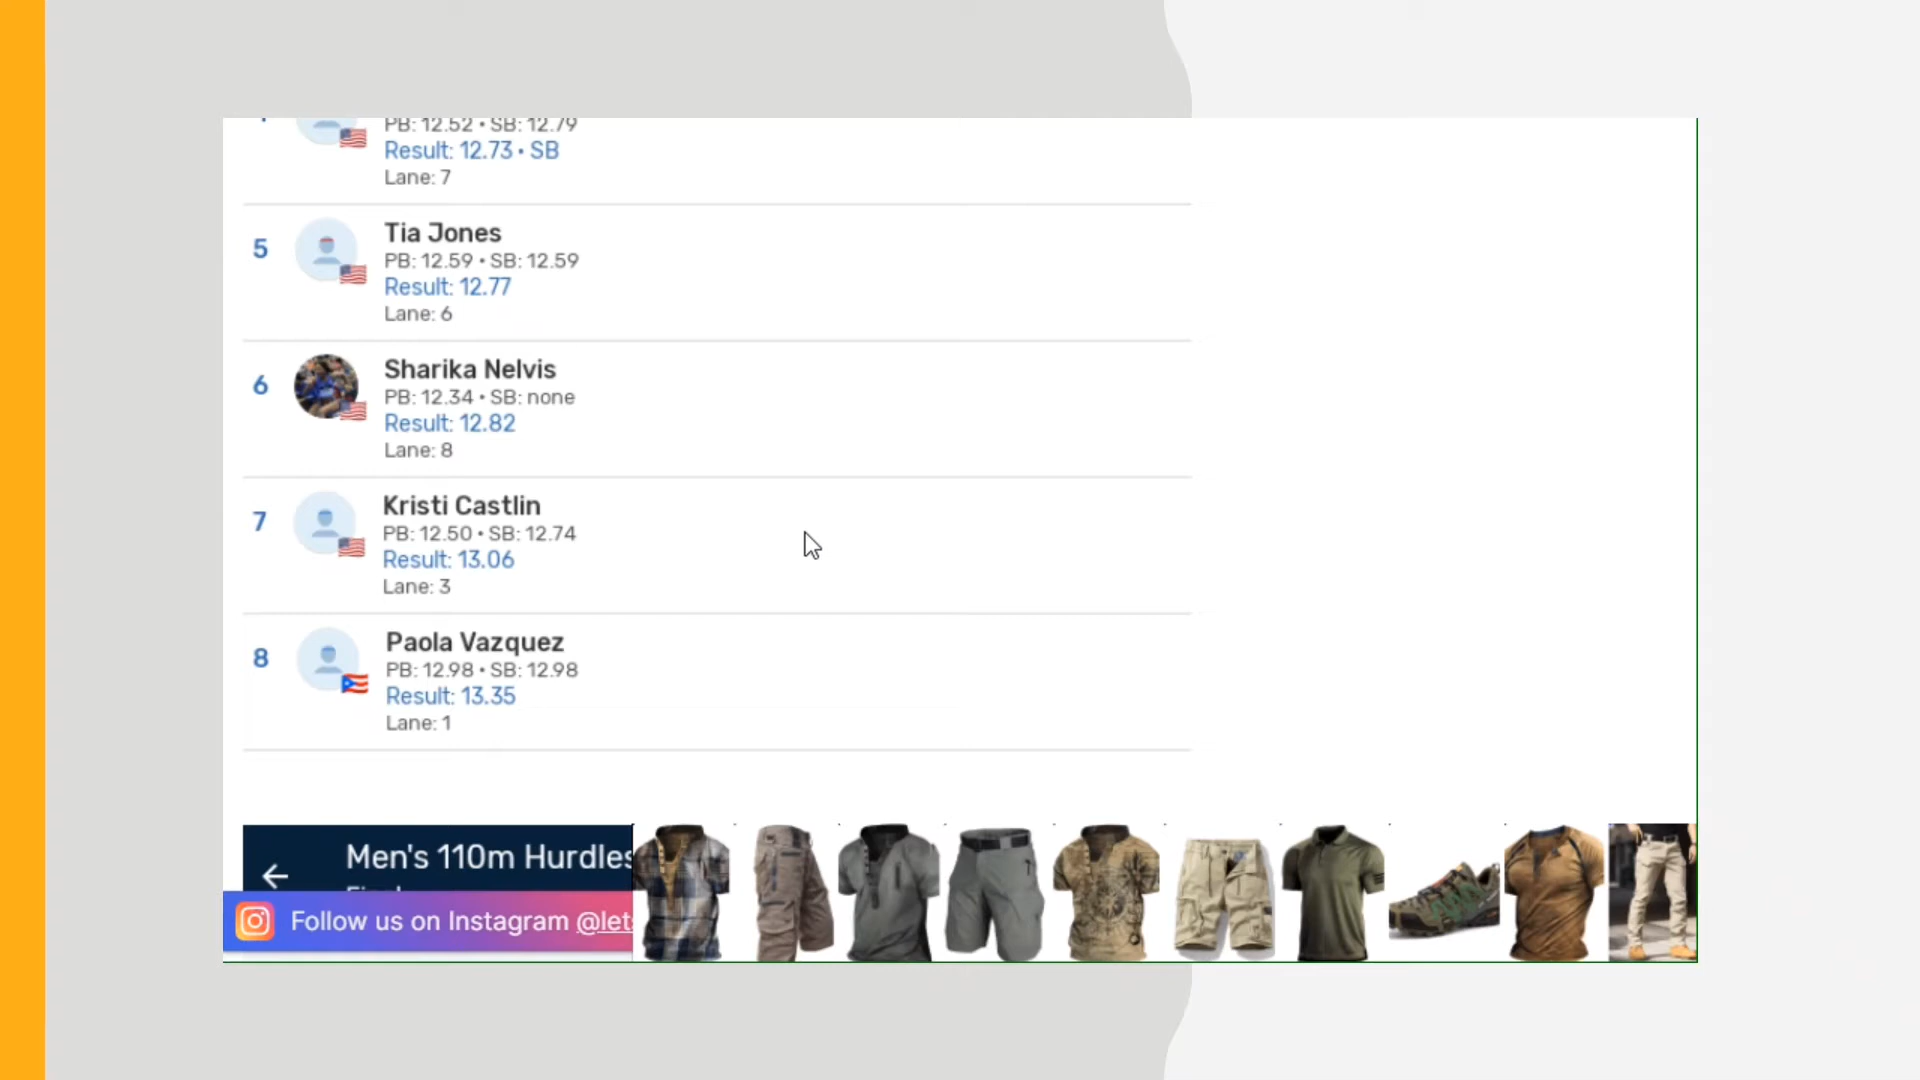 PB: 12.52 • SB: 12.79
Result: 12.73 • SB
Lane: 7
5
Tia Jones
PB: 12.59 • SB: 12.59
Result: 12.77
Lane: 6
6
Sharika Nelvis
PB: 12.34 • SB: none
Result: 12.82
Lane: 8
7
Kristi Castlin
PB: 12.50 • SB: 12.74
Result: 13.06
Lane: 3
8
Paola Vazquez
PB: 12.98 • SB: 12.98
Result: 13.35
Lane: 1
Men's 110m Hurdles
Follow us on Instagram @lets